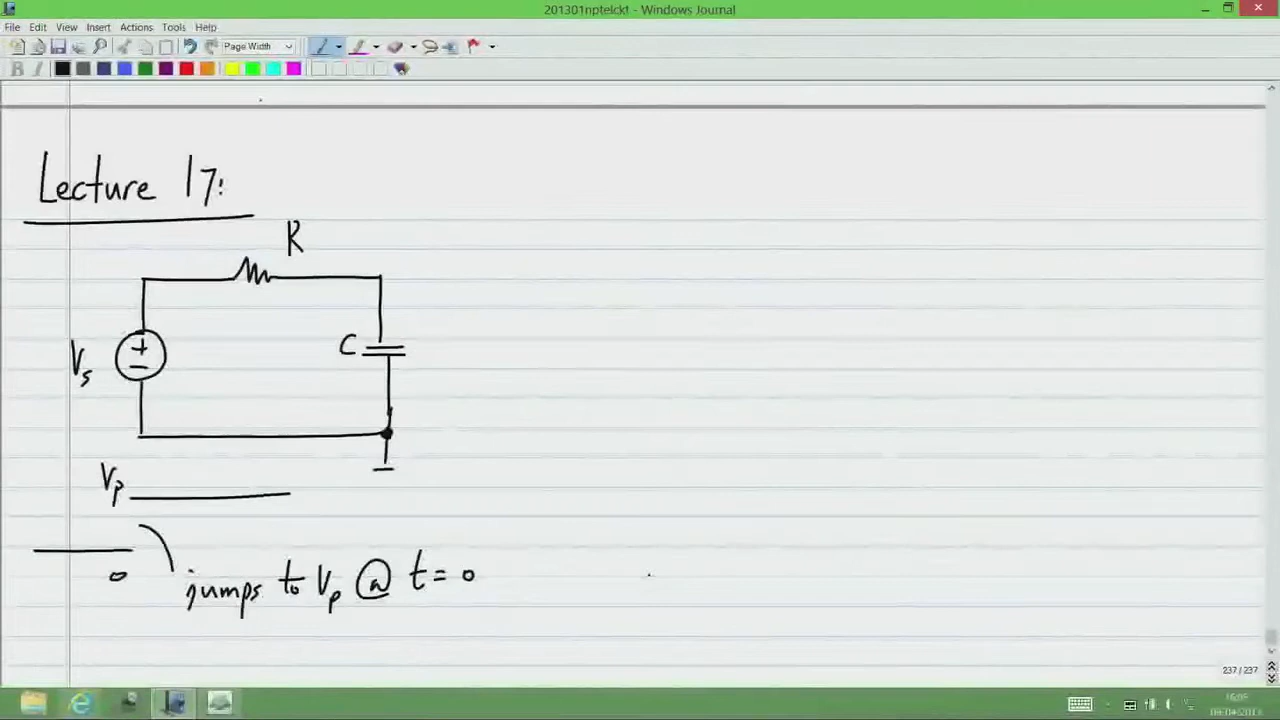 201301nptelckt - Windows Journal
File Edit View Insert Actions Tools Help
Page Width
B I
Lecture 17:
R
C
+
Vs
Vp
0
jumps to Vp @ t = 0
237 / 237